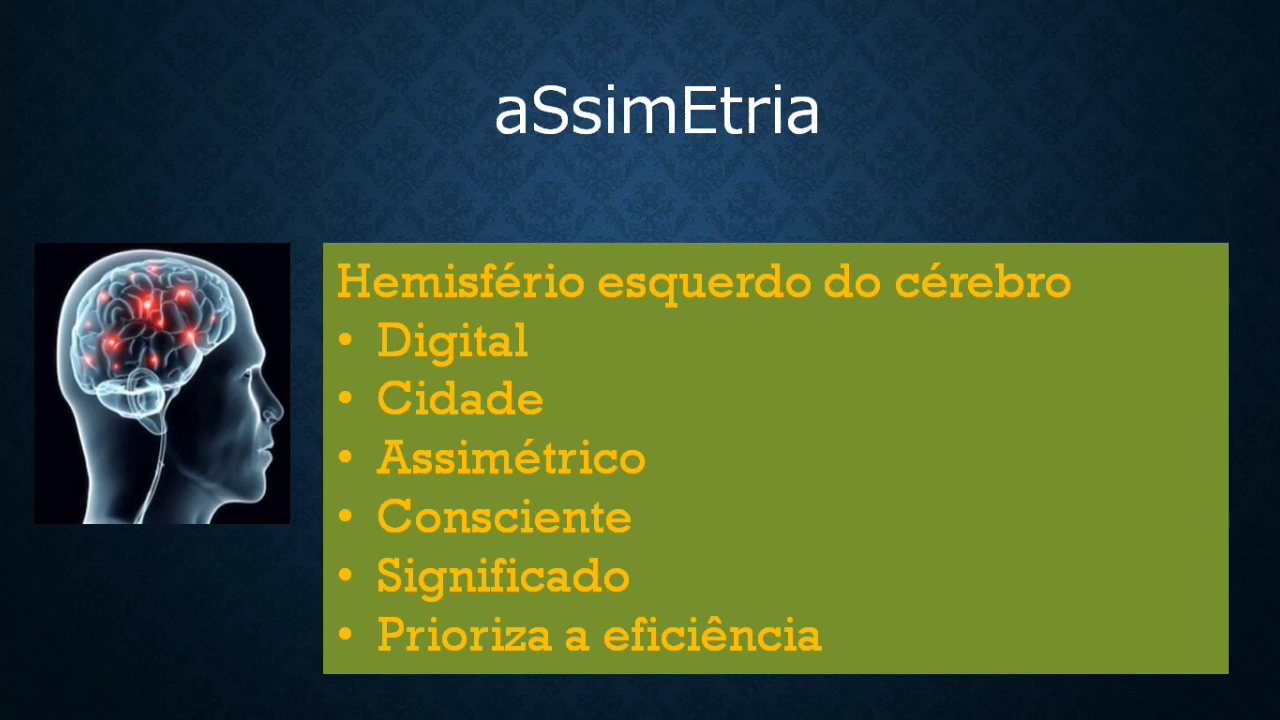 aSsimEtria
Hemisfério esquerdo do cérebro
• Digital
• Cidade
• Assimétrico
• Consciente
• Significado
• Prioriza a eficiência